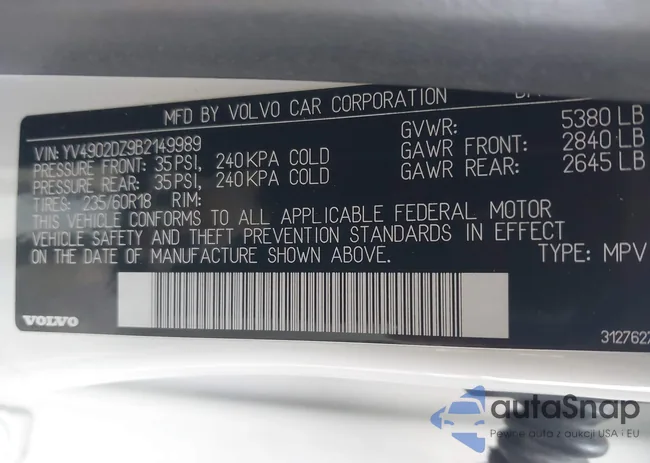 MFD BY VOLVO CAR CORPORATION
VIN: YV4902DZ9B2149989
PRESSURE FRONT: 35PSI, 240KPA COLD
PRESSURE REAR: 35PSI, 240KPA COLD
TIRES: 235/60R18 RIM:
GVWR: 5380 LB
GAWR FRONT: 2840 LB
GAWR REAR: 2645 LB
THIS VEHICLE CONFORMS TO ALL APPLICABLE FEDERAL MOTOR
VEHICLE SAFETY AND THEFT PREVENTION STANDARDS IN EFFECT
ON THE DATE OF MANUFACTURE SHOWN ABOVE.
TYPE: MPV
VOLVO
3127627
autaSnap
Pewne auta z aukcji USA i EU